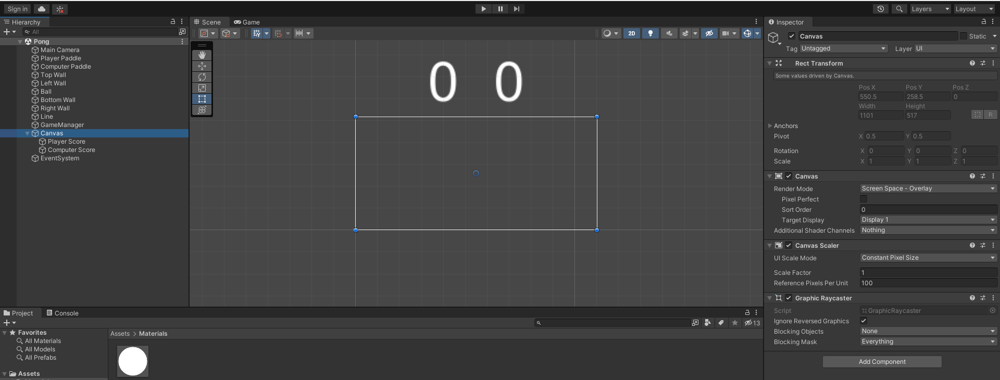 Sign in
Layers
Layout
Hierarchy
All
Pong
Main Camera
Player Paddle
Computer Paddle
Top Wall
Left Wall
Ball
Bottom Wall
Right Wall
Line
GameManager
Canvas
Player Score
Computer Score
EventSystem
Scene
Game
2D
0 0
Inspector
Canvas
Static
Tag Untagged Layer UI
Rect Transform
Some values driven by Canvas.
Pos X Pos Y Pos Z
550.5 258.5 0
Width Height
1101 517
R
Anchors
Pivot X 0.5 Y 0.5
Rotation X 0 Y 0 Z 0
Scale X 1 Y 1 Z 1
Canvas
Render Mode Screen Space - Overlay
Pixel Perfect
Sort Order 0
Target Display Display 1
Additional Shader Channels Nothing
Canvas Scaler
UI Scale Mode Constant Pixel Size
Scale Factor 1
Reference Pixels Per Unit 100
Graphic Raycaster
Script GraphicRaycaster
Ignore Reversed Graphics
Blocking Objects None
Blocking Mask Everything
Add Component
Project
Console
13
Favorites
All Materials
All Models
All Prefabs
Assets
Assets > Materials